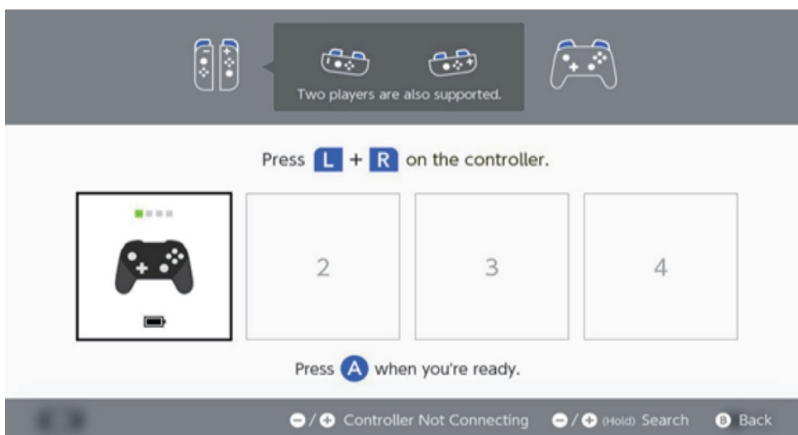 Two players are also supported.
Press L + R on the controller.
2
3
4
Press A when you're ready.
−/+ Controller Not Connecting −/+ (Hold) Search B Back